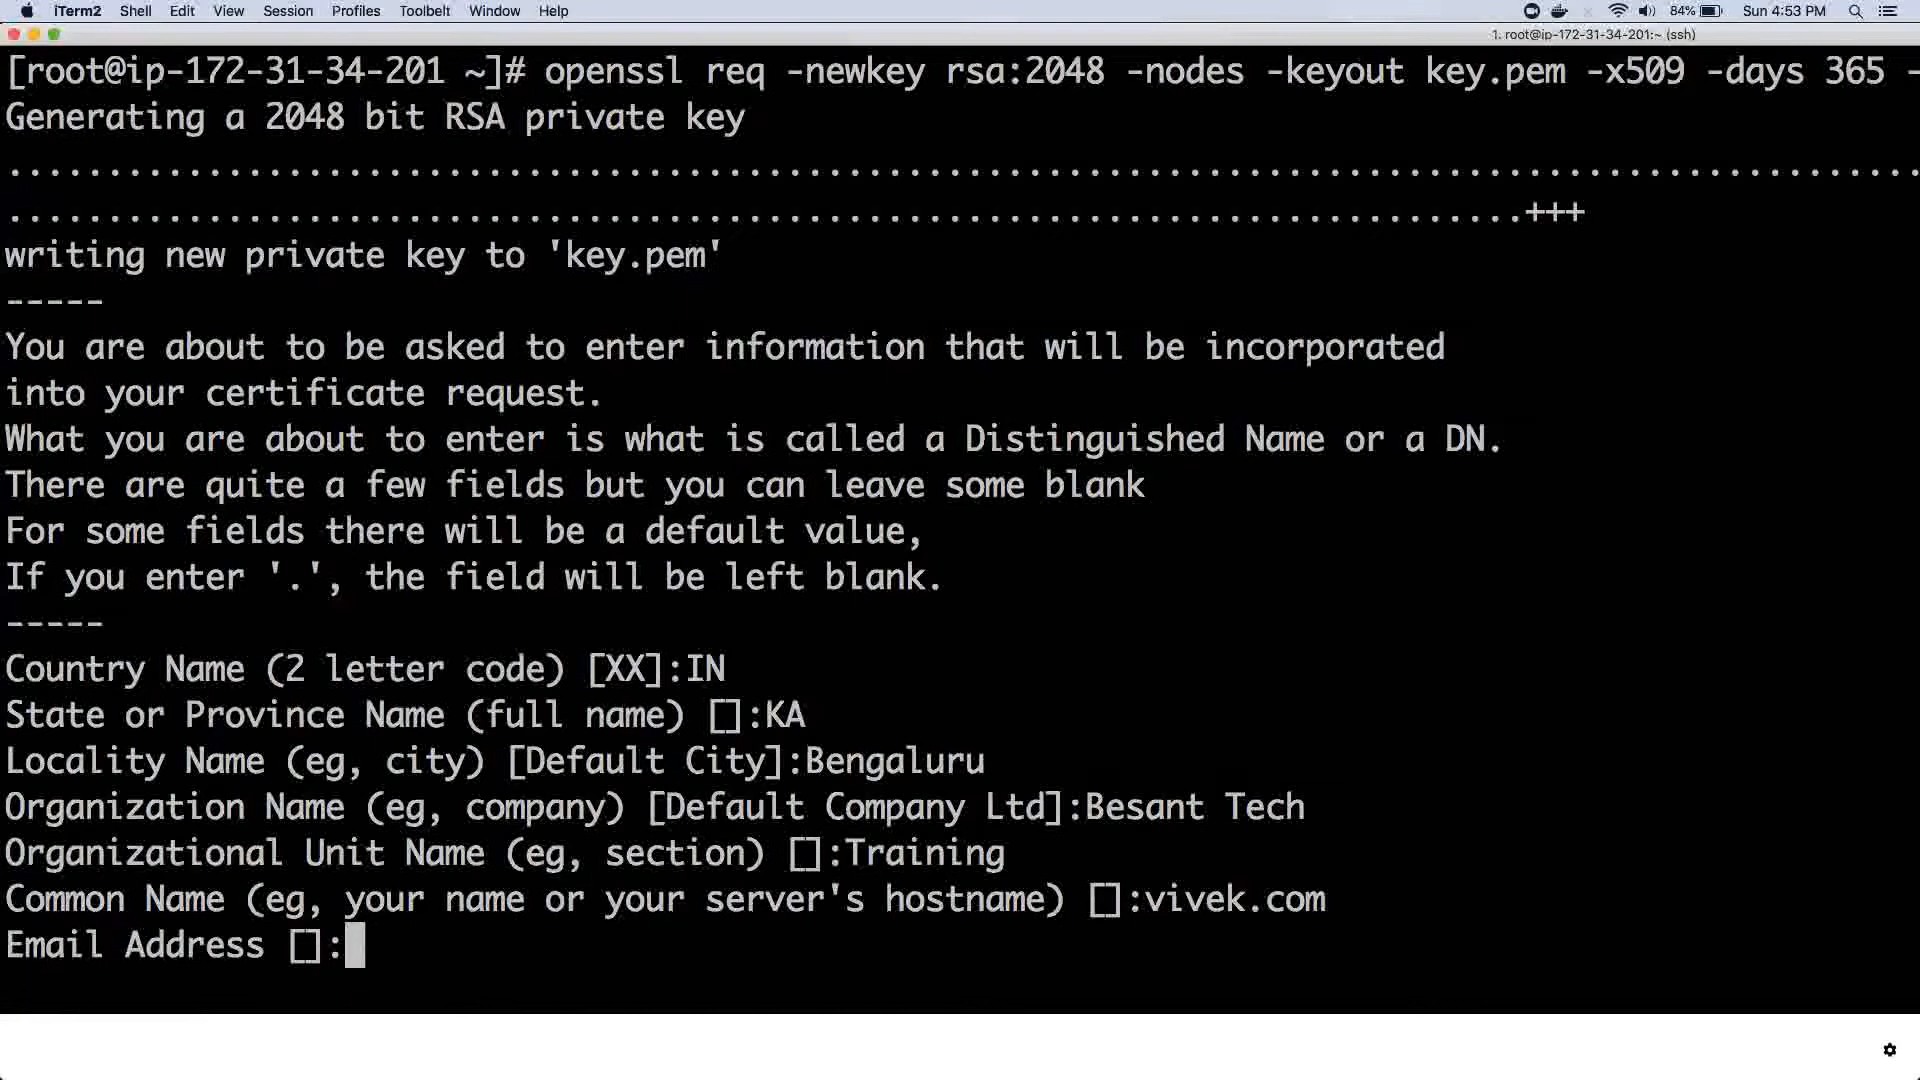 iTerm2 Shell Edit View Session Profiles Toolbelt Window Help 84% Sun 4:53 PM
1. root@ip-172-31-34-201:~ (ssh)
[root@ip-172-31-34-201 ~]# openssl req -newkey rsa:2048 -nodes -keyout key.pem -x509 -days 365 -
Generating a 2048 bit RSA private key
................................................................................................
............................................................................+++
writing new private key to 'key.pem'
-----
You are about to be asked to enter information that will be incorporated
into your certificate request.
What you are about to enter is what is called a Distinguished Name or a DN.
There are quite a few fields but you can leave some blank
For some fields there will be a default value,
If you enter '.', the field will be left blank.
-----
Country Name (2 letter code) [XX]:IN
State or Province Name (full name) []:KA
Locality Name (eg, city) [Default City]:Bengaluru
Organization Name (eg, company) [Default Company Ltd]:Besant Tech
Organizational Unit Name (eg, section) []:Training
Common Name (eg, your name or your server's hostname) []:vivek.com
Email Address []: